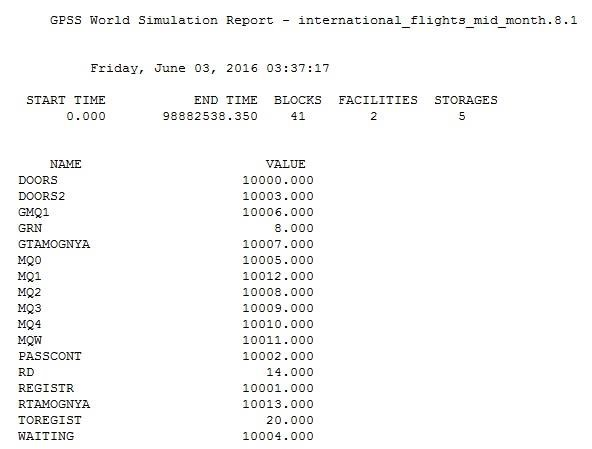 GPSS World Simulation Report - international_flights_mid_month.8.1
Friday, June 03, 2016 03:37:17
START TIME END TIME BLOCKS FACILITIES STORAGES
0.000 98882538.350 41 2 5
NAME VALUE
DOORS 10000.000
DOORS2 10003.000
GMQ1 10006.000
GRN 8.000
GTAMOGNYA 10007.000
MQ0 10005.000
MQ1 10012.000
MQ2 10008.000
MQ3 10009.000
MQ4 10010.000
MQW 10011.000
PASSCONT 10002.000
RD 14.000
REGISTR 10001.000
RTAMOGNYA 10013.000
TOREGIST 20.000
WAITING 10004.000